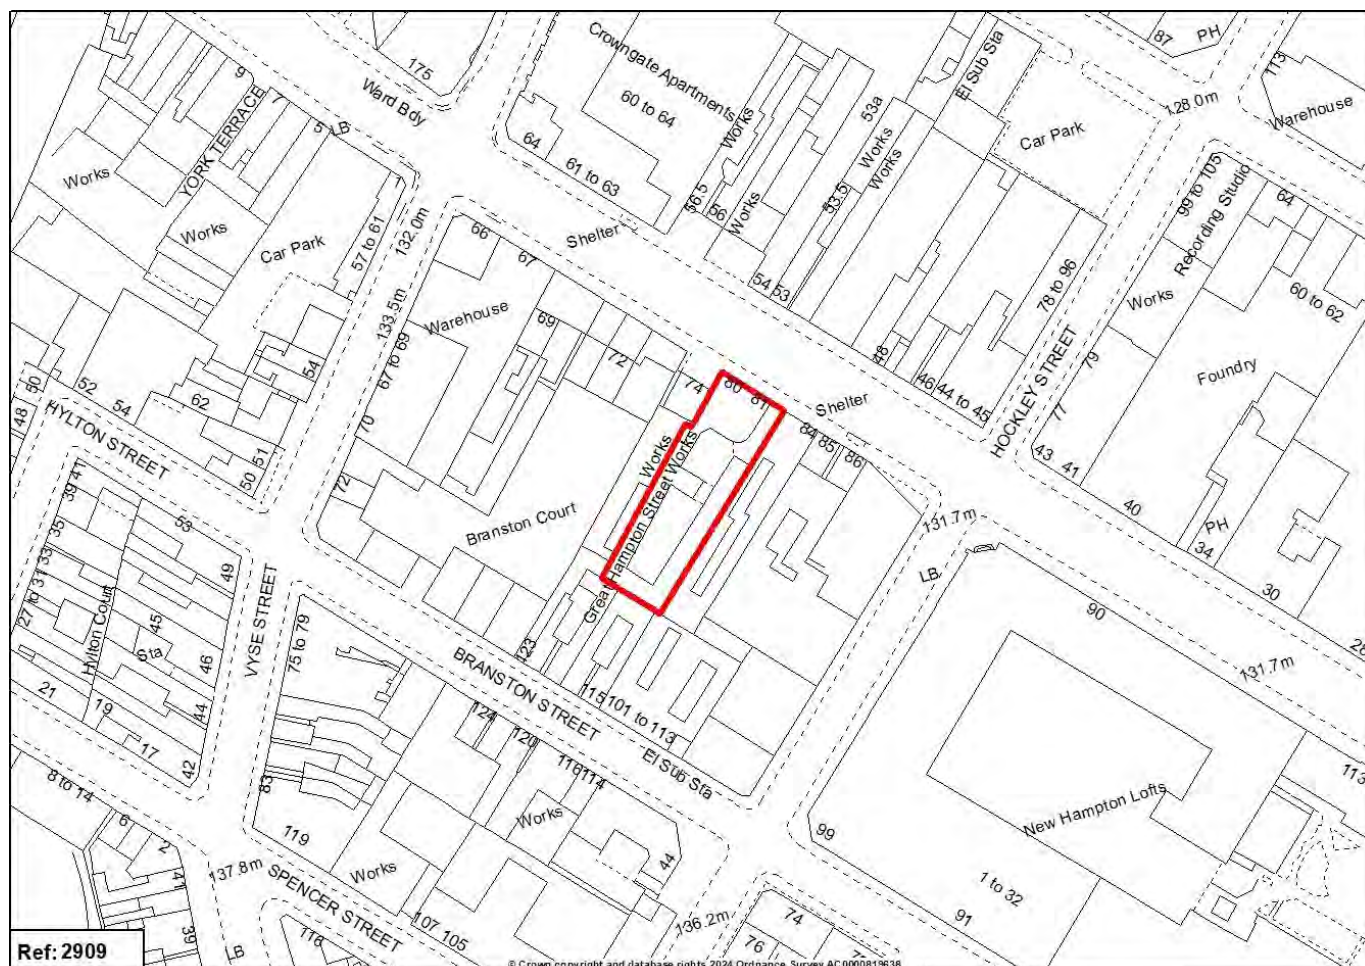 175
Ward Bdy
9
7
YORK TERRACE
5
LB
Works
Works
Car Park
1
57 to 61
132.0m
133.5m
54
Crowngate Apartments
60 to 64
64
61 to 63
Works
56.5
56
Works
53a
Works
Works
53.5
54
53
El Sub Sta
Car Park
87
PH
113
128.0m
Warehouse
99 to 105
Recording Studio
64
Works
60 to 62
78 to 96
Foundry
79
77
HOCKLEY STREET
43
41
40
PH
34
30
28
48
46
44 to 45
Shelter
66
67
Warehouse
69
67 to 69
70
72
72
74
80
81
Shelter
84
85
86
Works
Great Hampton Street Works
Branston Court
50
48
52
54
62
50
51
HYLTON STREET
39
41
35
33
27 to 31
53
49
Hylton Court
45
Sta
46
44
42
21
19
17
VYSE STREET
75 to 79
83
119
123
BRANSTON STREET
115
101 to 113
El Sub Sta
124
120
116
114
Works
Works
44
131.7m
LB
90
131.7m
113
New Hampton Lofts
99
1 to 32
91
8 to 14
6
2
41
39
137.8m
SPENCER STREET
LB
118
107
105
136.2m
74
76
Ref: 2909
© Crown copyright and database rights 2024 Ordnance Survey AC0000819638